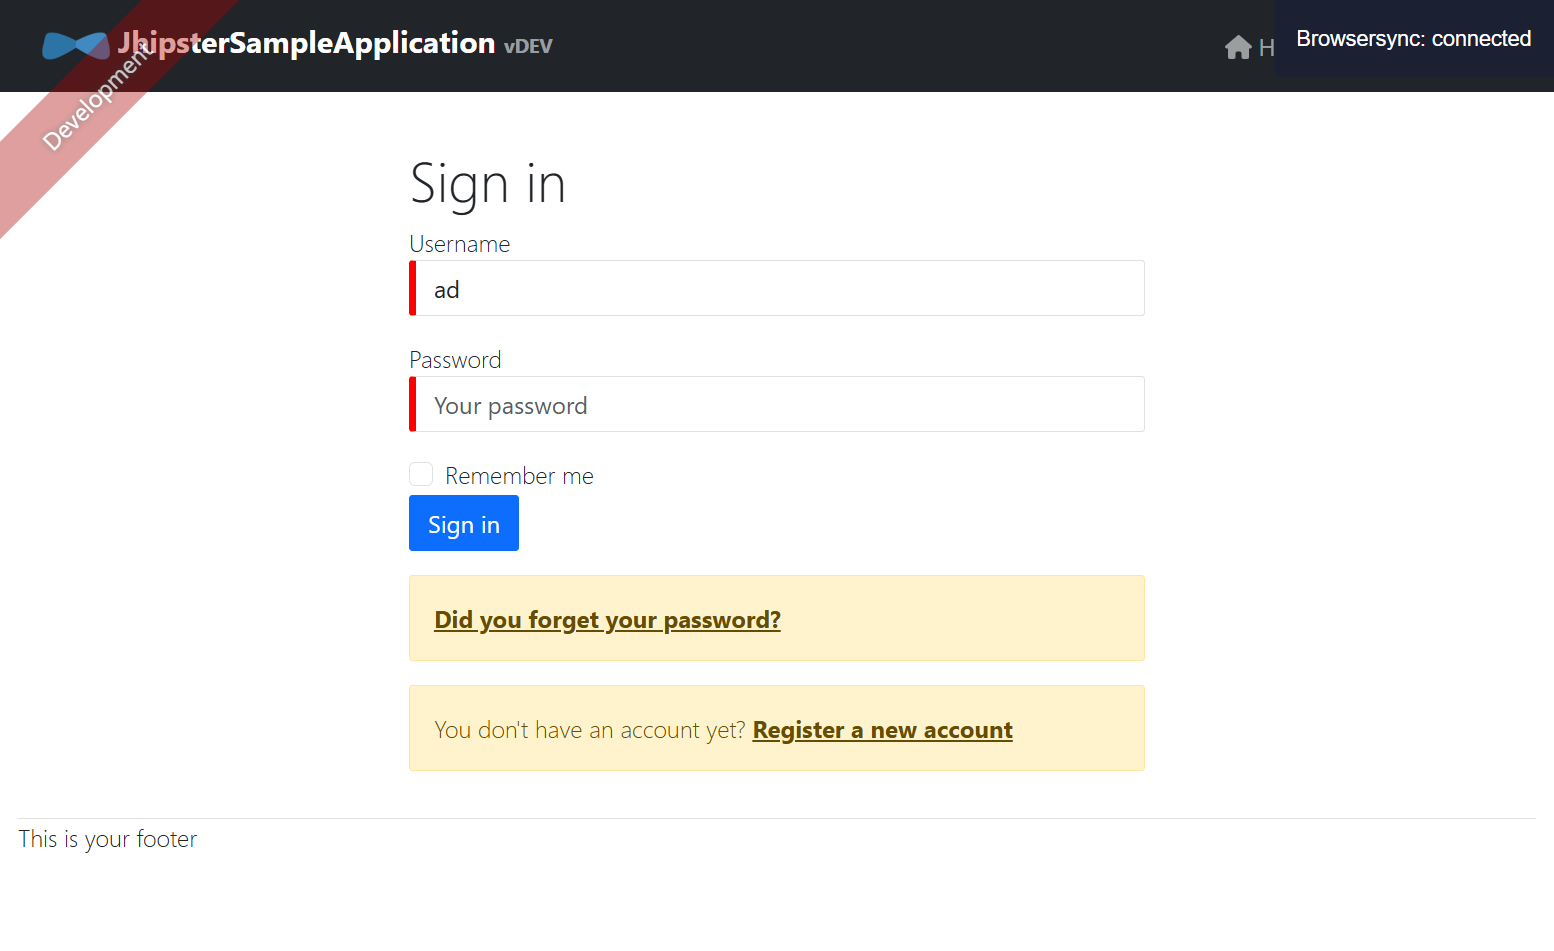 JhipsterSampleApplication vDEV
H
Browsersync: connected
Development
Sign in
Username
ad
Password
Your password
Remember me
Sign in
Did you forget your password?
You don't have an account yet? Register a new account
This is your footer